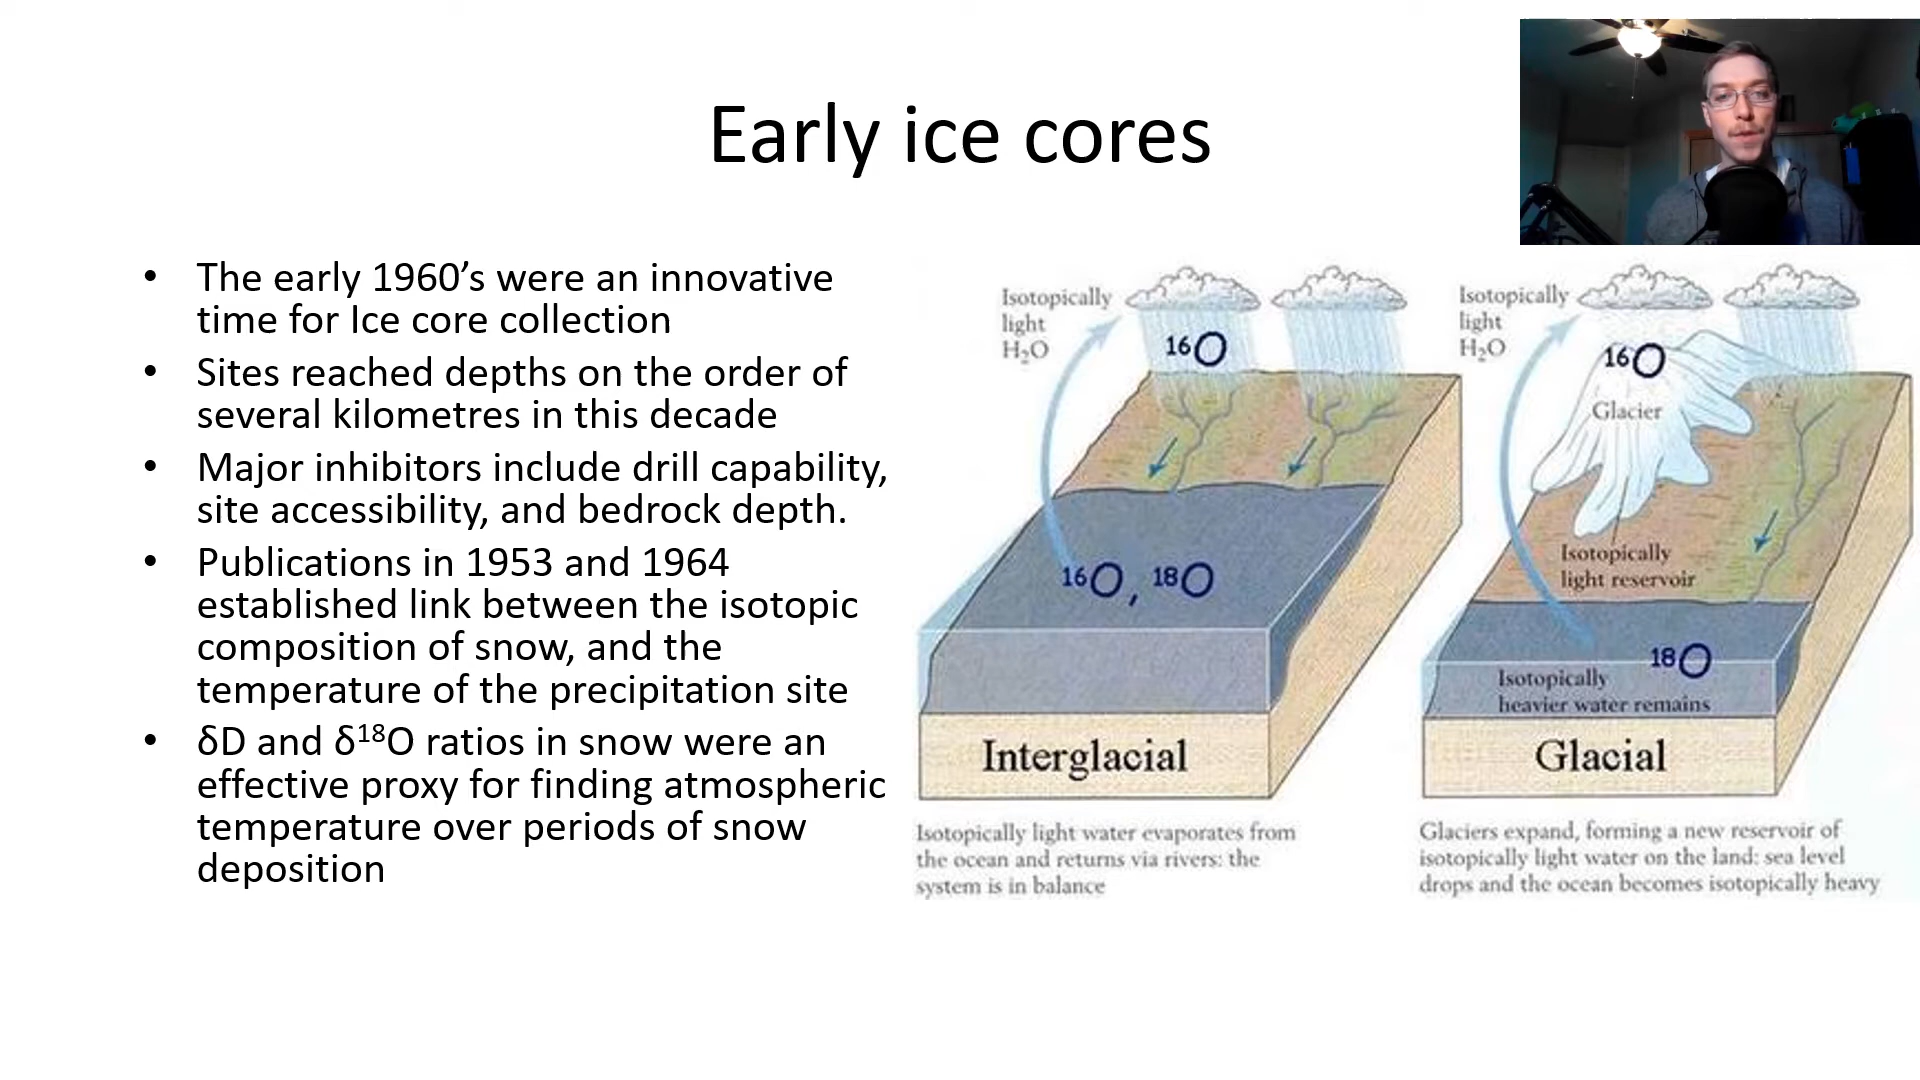 Early ice cores
• The early 1960’s were an innovative
time for Ice core collection
• Sites reached depths on the order of
several kilometres in this decade
• Major inhibitors include drill capability,
site accessibility, and bedrock depth.
• Publications in 1953 and 1964
established link between the isotopic
composition of snow, and the
temperature of the precipitation site
• δD and δ¹⁸O ratios in snow were an
effective proxy for finding atmospheric
temperature over periods of snow
deposition
Isotopically
light
H₂O
¹⁶O
¹⁶O, ¹⁸O
Interglacial
Isotopically light water evaporates from
the ocean and returns via rivers: the
system is in balance
Isotopically
light
H₂O
¹⁶O
Glacier
Isotopically
light reservoir
¹⁸O
Isotopically
heavier water remains
Glacial
Glaciers expand, forming a new reservoir of
isotopically light water on the land: sea level
drops and the ocean becomes isotopically heavy